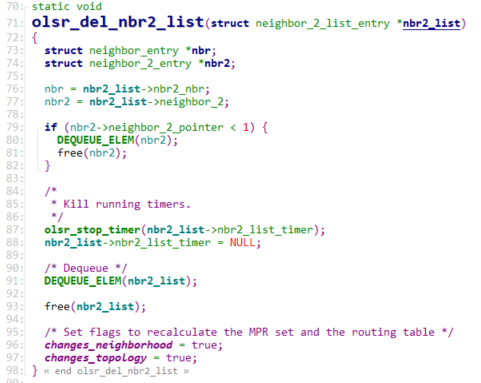 70: static void
71: olsr_del_nbr2_list(struct neighbor_2_list_entry *nbr2_list)
72: {
73: struct neighbor_entry *nbr;
74: struct neighbor_2_entry *nbr2;
75:
76: nbr = nbr2_list->nbr2_nbr;
77: nbr2 = nbr2_list->neighbor_2;
78:
79: if (nbr2->neighbor_2_pointer < 1) {
80: DEQUEUE_ELEM(nbr2);
81: free(nbr2);
82: }
83:
84: /*
85: * Kill running timers.
86: */
87: olsr_stop_timer(nbr2_list->nbr2_list_timer);
88: nbr2_list->nbr2_list_timer = NULL;
89:
90: /* Dequeue */
91: DEQUEUE_ELEM(nbr2_list);
92:
93: free(nbr2_list);
94:
95: /* Set flags to recalculate the MPR set and the routing table */
96: changes_neighborhood = true;
97: changes_topology = true;
98: } « end olsr_del_nbr2_list »